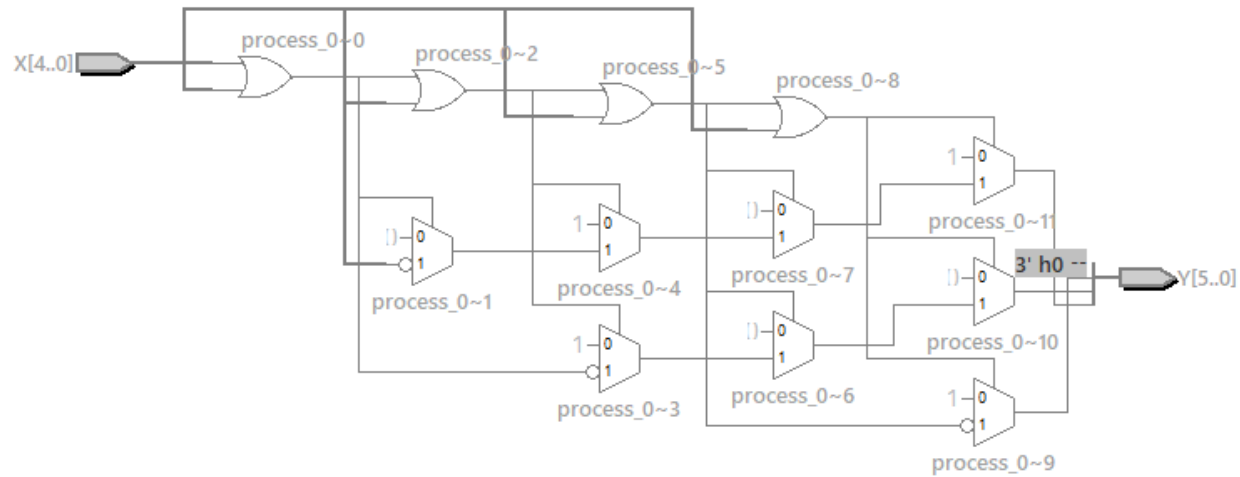 X[4..0]
process_0~0
process_0~2
process_0~5
process_0~8
1
0
1
process_0~11
0
1
process_0~1
1
0
1
process_0~4
0
1
process_0~7
3' h0 --
0
1
process_0~10
Y[5..0]
1
0
1
process_0~3
0
1
process_0~6
1
0
1
process_0~9